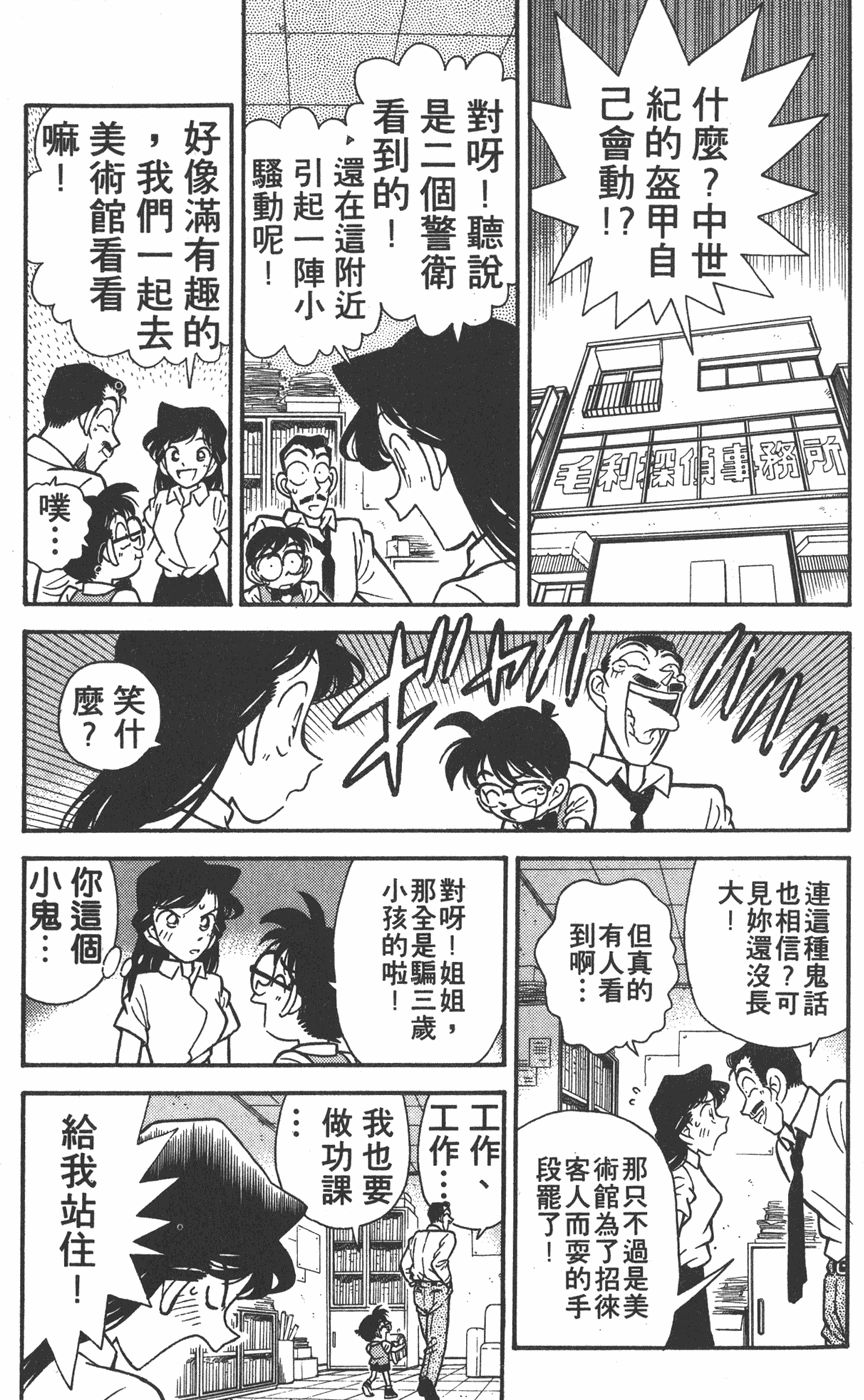 什麼?中世
紀的盔甲自
己會動!?
毛利探偵事務所
對呀!聽說
是二個警衛
看到的!
還在這附近
引起一陣小
騷動呢!
好像滿有趣的
,我們一起去
美術館看看
嘛!
噗…
ギャハハハハハ
笑什
麼?
連這種鬼話
也相信?可
見妳還沒長
大!
但真的
有人看
到啊…
那只不過是美
術館為了招徠
客人而耍的手
段罷了!
對呀!姐姐,
那全是騙三歲
小孩的啦!
你這個
小鬼…
工作、
工作…
我也要
做功課
…
給我站住!